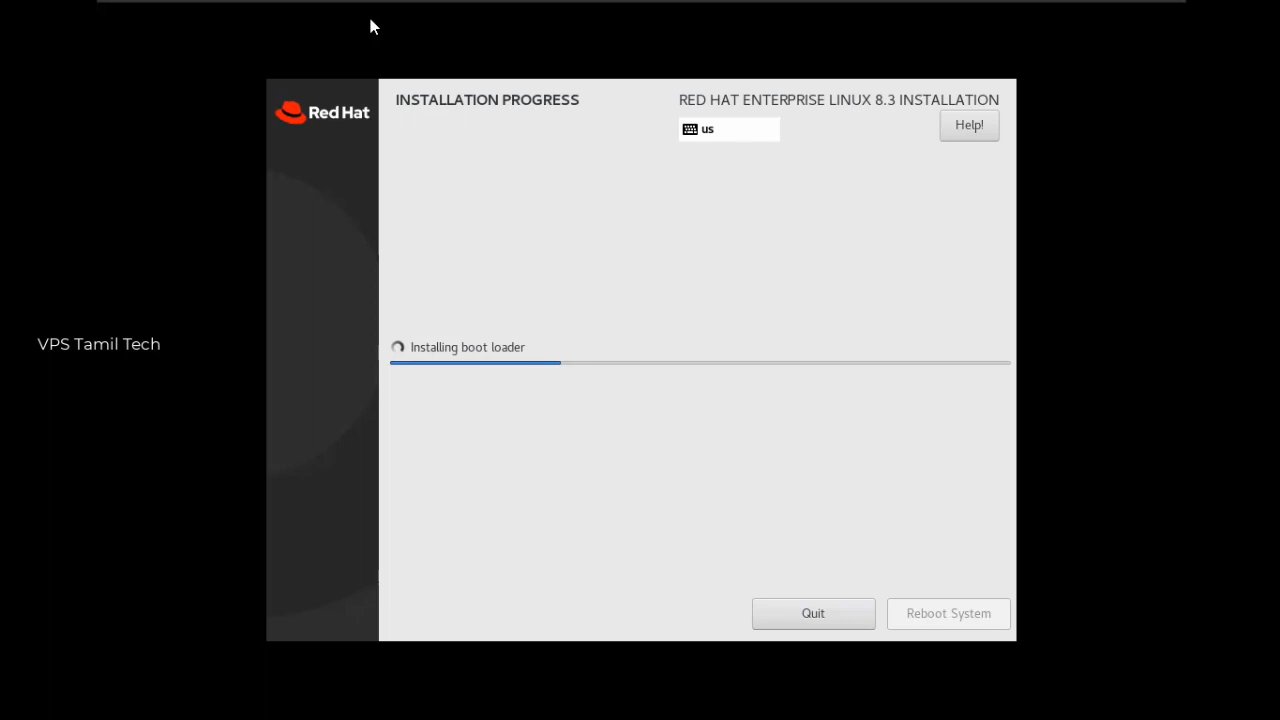 Red Hat
INSTALLATION PROGRESS
RED HAT ENTERPRISE LINUX 8.3 INSTALLATION
us
Help!
VPS Tamil Tech
Installing boot loader
Quit
Reboot System